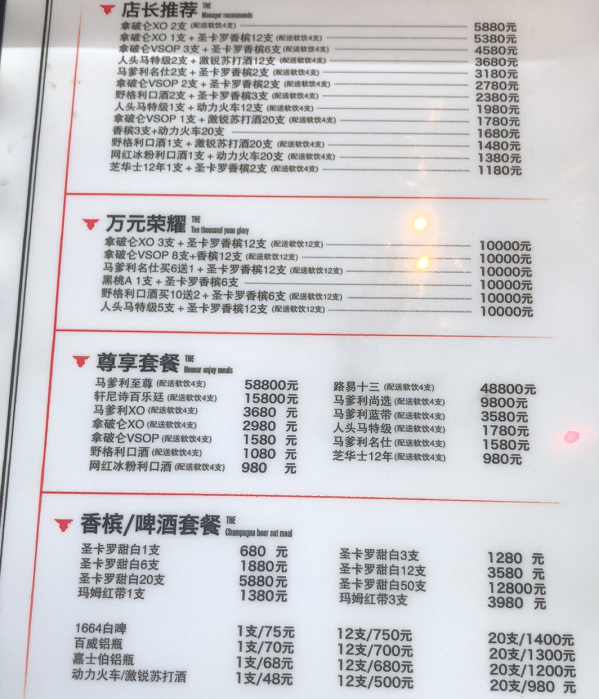 店长推荐 THE
Manager recommends
拿破仑XO 2支(配送软饮4支) 5880元
拿破仑XO 1支+圣卡罗香槟12支(配送软饮4支) 5380元
拿破仑VSOP 3支+圣卡罗香槟6支(配送软饮4支) 4580元
人头马特级2支+激锐苏打酒12支(配送软饮4支) 3680元
马爹利名仕2支+圣卡罗香槟2支(配送软饮4支) 3180元
拿破仑VSOP 2支+圣卡罗香槟2支(配送软饮4支) 2780元
野格利口酒2支+圣卡罗香槟3支(配送软饮4支) 2380元
人头马特级1支+动力火车12支(配送软饮4支) 1980元
拿破仑VSOP 1支+激锐苏打酒20支(配送软饮4支) 1780元
香槟3支+动力火车20支 1680元
野格利口酒1支+激锐苏打酒20支(配送软饮4支) 1480元
网红冰粉利口酒1支+动力火车20支(配送软饮4支) 1380元
芝华士12年1支+圣卡罗香槟2支(配送软饮4支) 1180元
万元荣耀 THE
Ten thousand yuan glory
拿破仑XO 3支+圣卡罗香槟12支(配送软饮12支) 10000元
拿破仑VSOP 8支+香槟12支(配送软饮12支) 10000元
马爹利名仕买6送1+圣卡罗香槟12支(配送软饮12支) 10000元
黑桃A 1支+圣卡罗香槟6支 10000元
野格利口酒买10送2+圣卡罗香槟6支(配送软饮12支) 10000元
人头马特级5支+圣卡罗香槟12支(配送软饮12支) 10000元
尊享套餐 THE
Honour enjoy meals
马爹利至尊(配送软饮4支) 58800元 路易十三(配送软饮4支) 48800元
轩尼诗百乐廷(配送软饮4支) 15800元 马爹利尚选(配送软饮4支) 9800元
马爹利XO(配送软饮4支) 3680 元 马爹利蓝带(配送软饮4支) 3580元
拿破仑XO(配送软饮4支) 2980 元 人头马特级(配送软饮4支) 1780元
拿破仑VSOP(配送软饮4支) 1580 元 马爹利名仕(配送软饮4支) 1580元
野格利口酒(配送软饮4支) 1080 元 芝华士12年(配送软饮4支) 980元
网红冰粉利口酒(配送软饮4支) 980 元
香槟/啤酒套餐 THE
Champagne beer set meal
圣卡罗甜白1支 680 元 圣卡罗甜白3支 1280 元
圣卡罗甜白6支 1880元 圣卡罗甜白12支 3580 元
圣卡罗甜白20支 5880元 圣卡罗甜白50支 12800元
玛姆红带1支 1380元 玛姆红带3支 3980 元
1664白啤 1支/75元 12支/750元 20支/1400元
百威铝瓶 1支/70元 12支/700元 20支/1300元
嘉士伯铝瓶 1支/68元 12支/680元 20支/1200元
动力火车/激锐苏打酒 1支/48元 12支/500元 20支/980 元